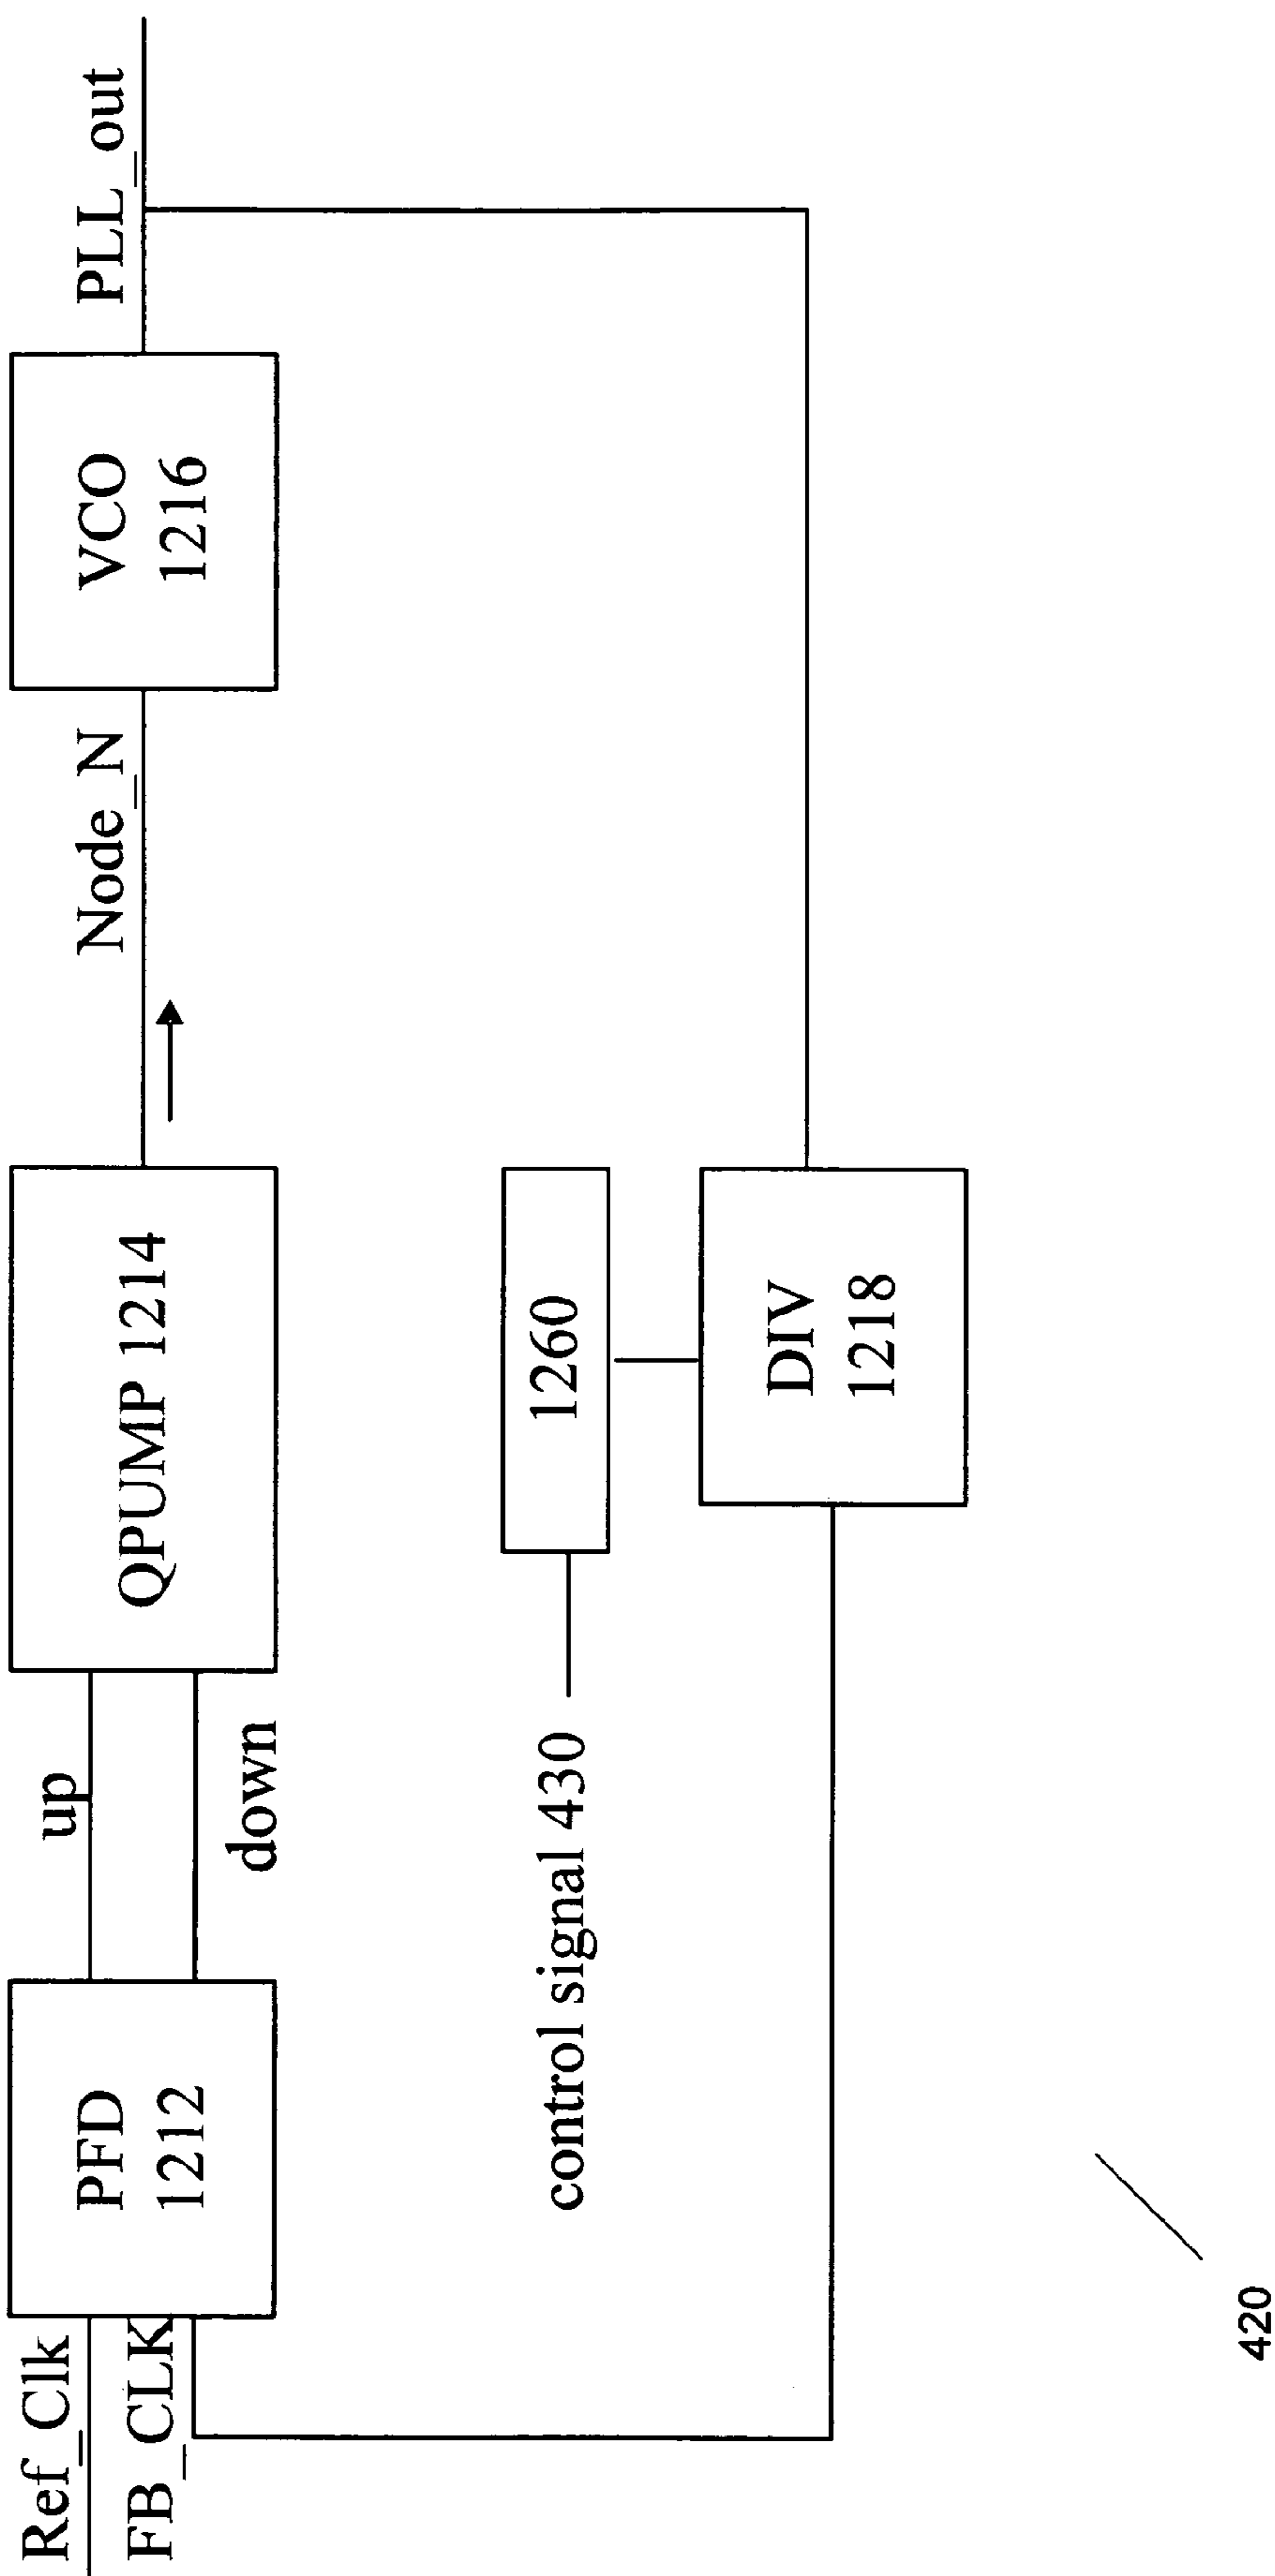 Ref_Clk
FB_CLK
PFD
1212
up
down
QPUMP 1214
Node_N
VCO
1216
PLL_out
control signal 430
1260
DIV
1218
420